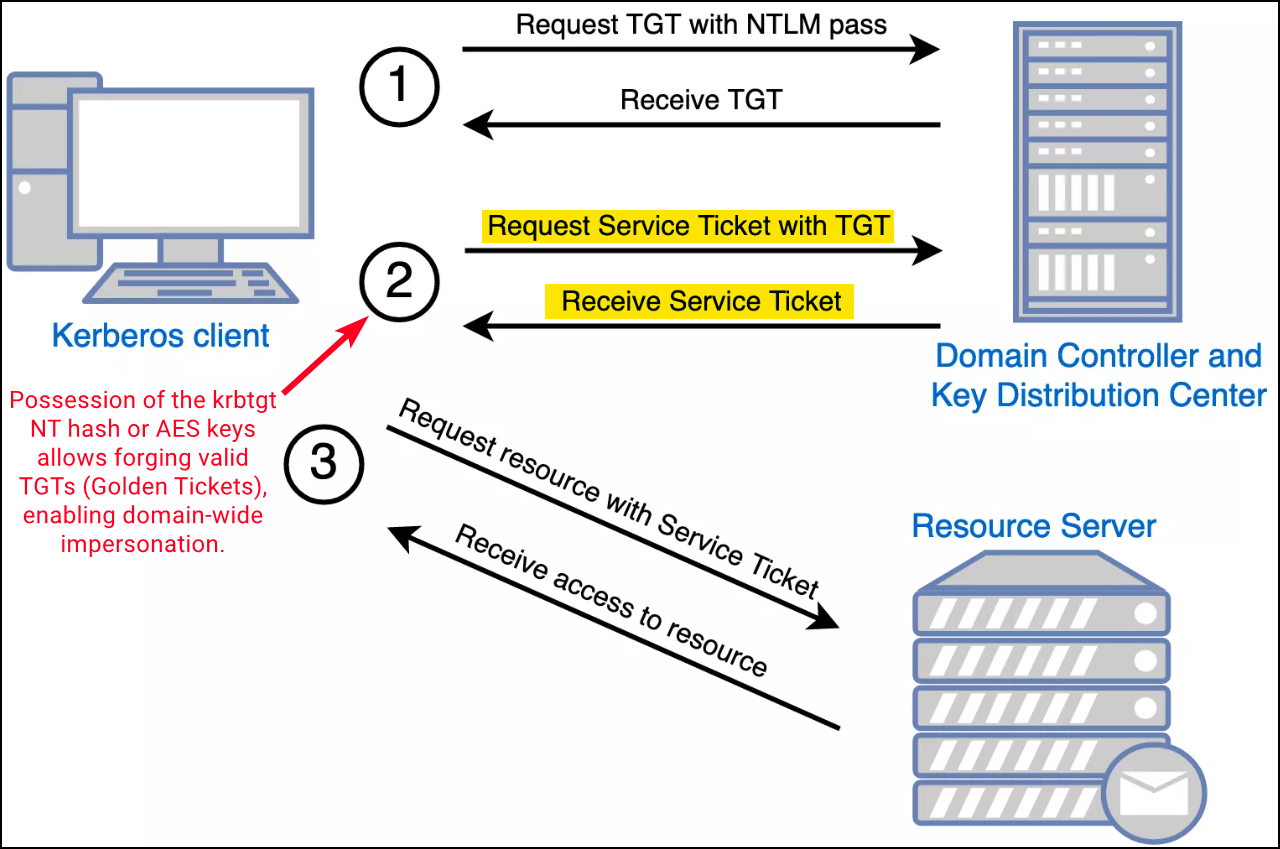 Request TGT with NTLM pass
1
Receive TGT
Request Service Ticket with TGT
2
Receive Service Ticket
Kerberos client
Domain Controller and
Key Distribution Center
Possession of the krbtgt
NT hash or AES keys
allows forging valid
TGTs (Golden Tickets),
enabling domain-wide
impersonation.
3
Request resource with Service Ticket
Receive access to resource
Resource Server